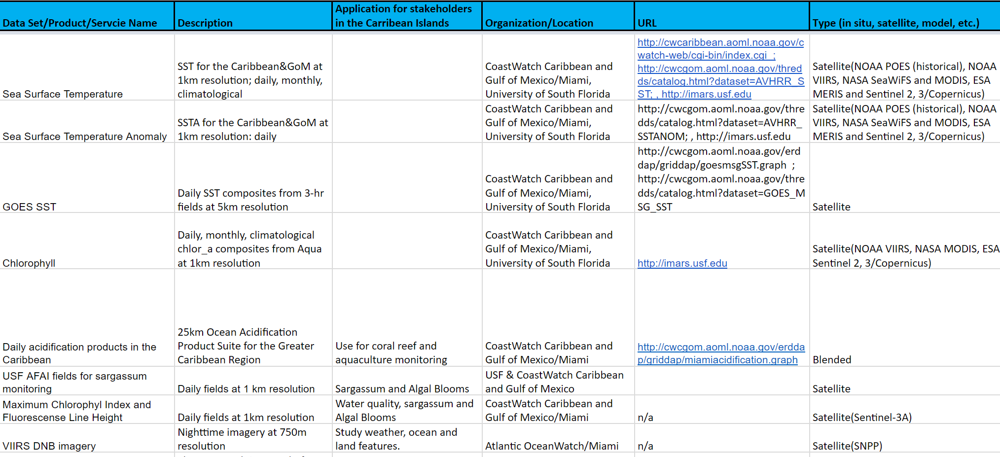 Data Set/Product/Servcie Name
Description
Application for stakeholders
in the Carribean Islands
Organization/Location
URL
Type (in situ, satellite, model, etc.)
Sea Surface Temperature
SST for the Caribbean&GoM at
1km resolution; daily, monthly,
climatological
CoastWatch Caribbean and
Gulf of Mexico/Miami,
University of South Florida
http://cwcaribbean.aoml.noaa.gov/c
watch-web/cgi-bin/index.cgi ;
http://cwcgom.aoml.noaa.gov/thred
ds/catalog.html?dataset=AVHRR_S
ST; , http://imars.usf.edu
Satellite(NOAA POES (historical), NOAA
VIIRS, NASA SeaWiFS and MODIS, ESA
MERIS and Sentinel 2, 3/Copernicus)
Sea Surface Temperature Anomaly
SSTA for the Caribbean&GoM at
1km resolution: daily
CoastWatch Caribbean and
Gulf of Mexico/Miami,
University of South Florida
http://cwcgom.aoml.noaa.gov/thre
dds/catalog.html?dataset=AVHRR_
SSTANOM; , http://imars.usf.edu
Satellite(NOAA POES (historical), NOAA
VIIRS, NASA SeaWiFS and MODIS, ESA
MERIS and Sentinel 2, 3/Copernicus)
GOES SST
Daily SST composites from 3-hr
fields at 5km resolution
CoastWatch Caribbean and
Gulf of Mexico/Miami,
University of South Florida
http://cwcgom.aoml.noaa.gov/erd
dap/griddap/goesmsgSST.graph ;
http://cwcgom.aoml.noaa.gov/thre
dds/catalog.html?dataset=GOES_M
SG_SST
Satellite
Chlorophyll
Daily, monthly, climatological
chlor_a composites from Aqua
at 1km resolution
CoastWatch Caribbean and
Gulf of Mexico/Miami,
University of South Florida
http://imars.usf.edu
Satellite(NOAA VIIRS, NASA MODIS, ESA
Sentinel 2, 3/Copernicus)
Daily acidification products in the
Caribbean
25km Ocean Acidification
Product Suite for the Greater
Caribbean Region
Use for coral reef and
aquaculture monitoring
CoastWatch Caribbean and
Gulf of Mexico/Miami
http://cwcgom.aoml.noaa.gov/erdda
p/griddap/miamiacidification.graph
Blended
USF AFAI fields for sargassum
monitoring
Daily fields at 1 km resolution
Sargassum and Algal Blooms
USF & CoastWatch Caribbean
and Gulf of Mexico
Satellite
Maximum Chlorophyl Index and
Fluorescense Line Height
Daily fields at 1km resolution
Water quality, sargassum and
Algal Blooms
CoastWatch Caribbean and
Gulf of Mexico/Miami
n/a
Satellite(Sentinel-3A)
VIIRS DNB imagery
Nighttime imagery at 750m
resolution
Study weather, ocean and
land features.
Atlantic OceanWatch/Miami
n/a
Satellite(SNPP)